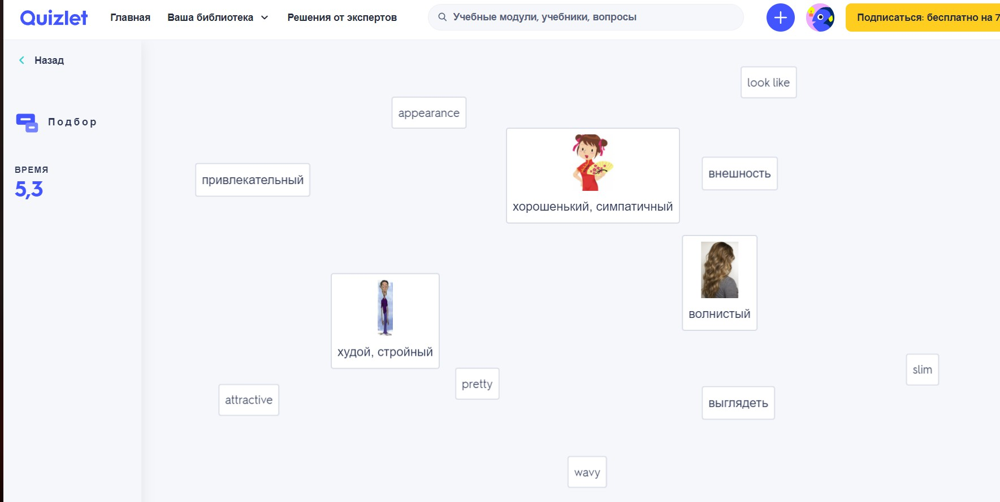 Quizlet
Главная
Ваша библиотека
Решения от экспертов
Учебные модули, учебники, вопросы
Подписаться: бесплатно на 7
Назад
Подбор
ВРЕМЯ
5,3
look like
appearance
привлекательный
хорошенький, симпатичный
внешность
волнистый
худой, стройный
slim
pretty
attractive
выглядеть
wavy